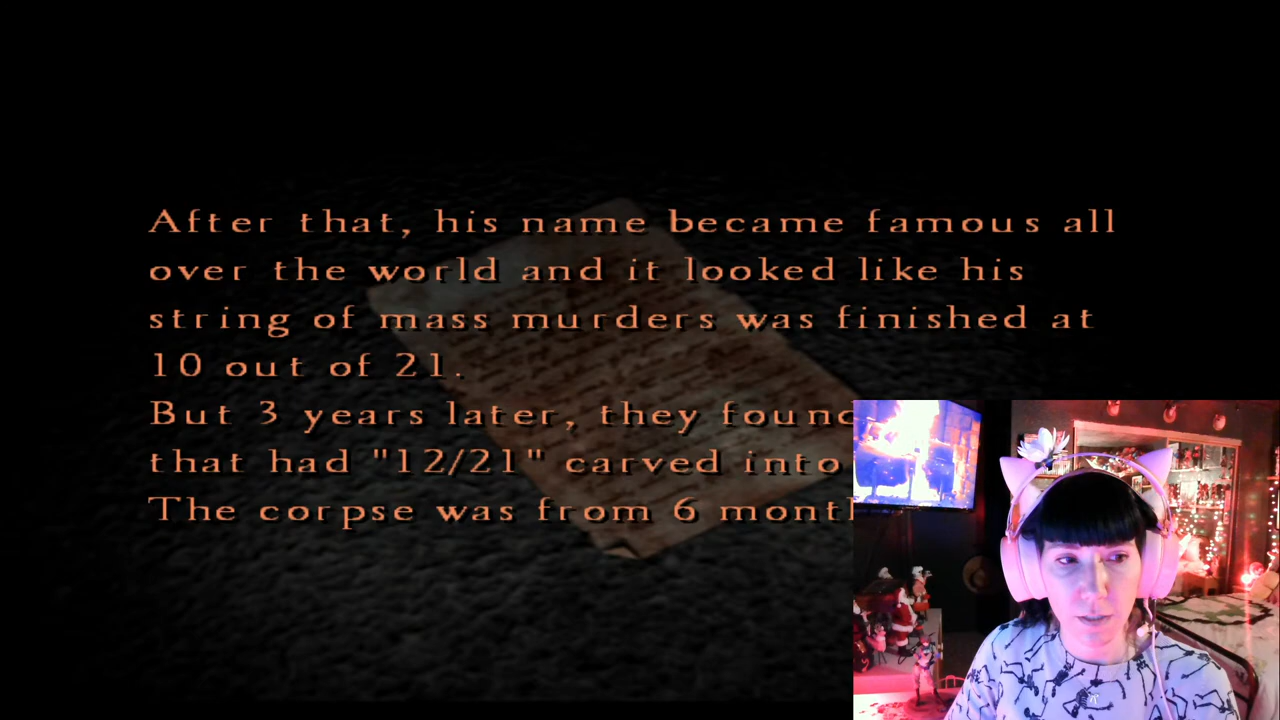 After that, his name became famous all
over the world and it looked like his
string of mass murders was finished at
10 out of 21.
But 3 years later, they found
that had "12/21" carved into
The corpse was from 6 month